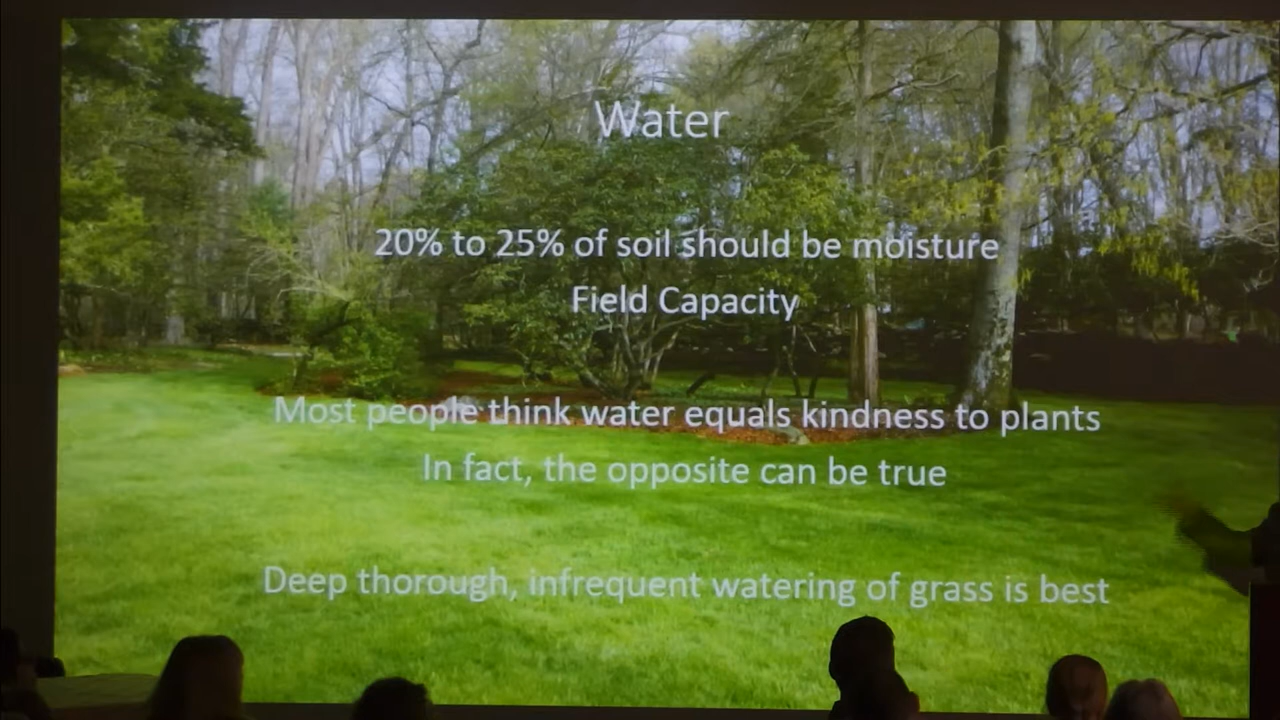 Water
20% to 25% of soil should be moisture
Field Capacity
Most people think water equals kindness to plants
In fact, the opposite can be true
Deep thorough, infrequent watering of grass is best